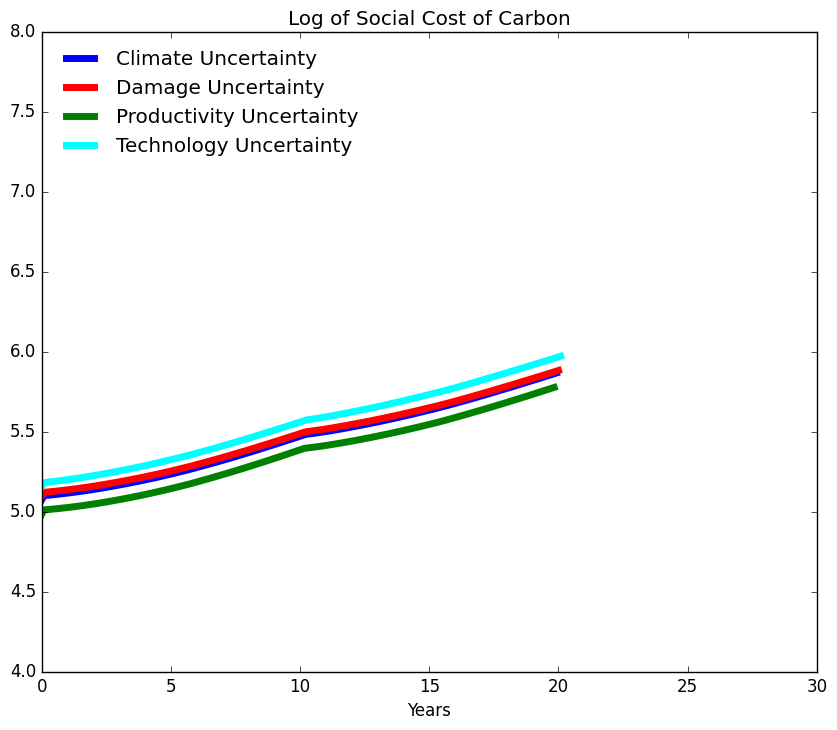 Log of Social Cost of Carbon
8.0
7.5
7.0
6.5
6.0
5.5
5.0
4.5
4.0
Climate Uncertainty
Damage Uncertainty
Productivity Uncertainty
Technology Uncertainty
0 5 10 15 20 25 30
Years